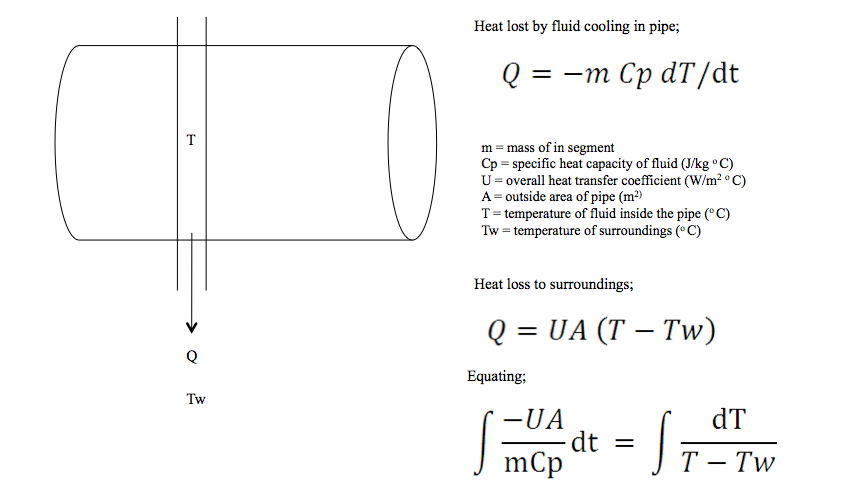 Heat lost by fluid cooling in pipe;
Q = −m Cp dT/dt
T
m = mass of in segment
Cp = specific heat capacity of fluid (J/kg ᵒ C)
U = overall heat transfer coefficient (W/m² ᵒ C)
A = outside area of pipe (m²⁾
T = temperature of fluid inside the pipe (ᵒ C)
Tw = temperature of surroundings (ᵒ C)
Heat loss to surroundings;
Q = UA (T − Tw)
Q
Tw
Equating;
∫ −UA/mCp dt = ∫ dT/T − Tw